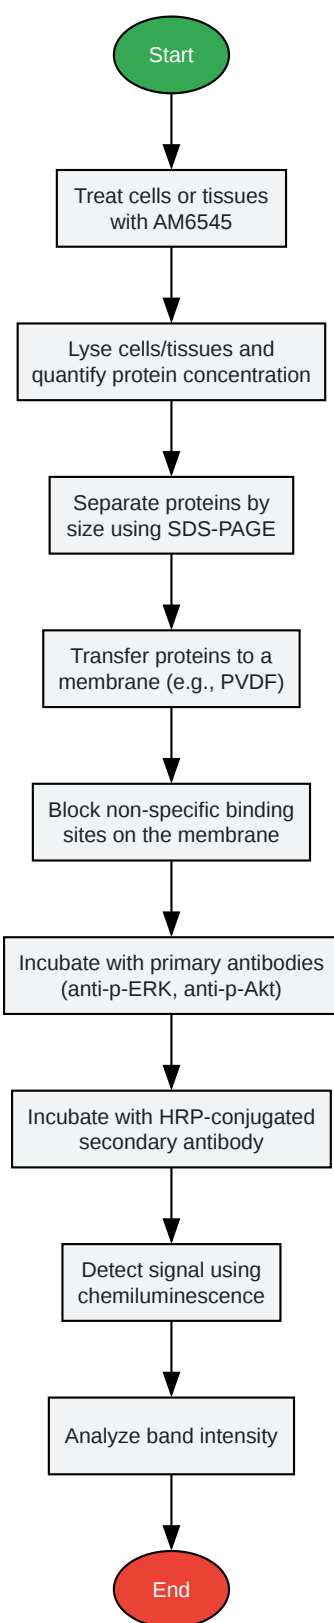 Start
Treat cells or tissues
with AM6545
Lyse cells/tissues and
quantify protein concentration
Separate proteins by
size using SDS-PAGE
Transfer proteins to a
membrane (e.g., PVDF)
Block non-specific binding
sites on the membrane
Incubate with primary antibodies
(anti-p-ERK, anti-p-Akt)
Incubate with HRP-conjugated
secondary antibody
Detect signal using
chemiluminescence
Analyze band intensity
End